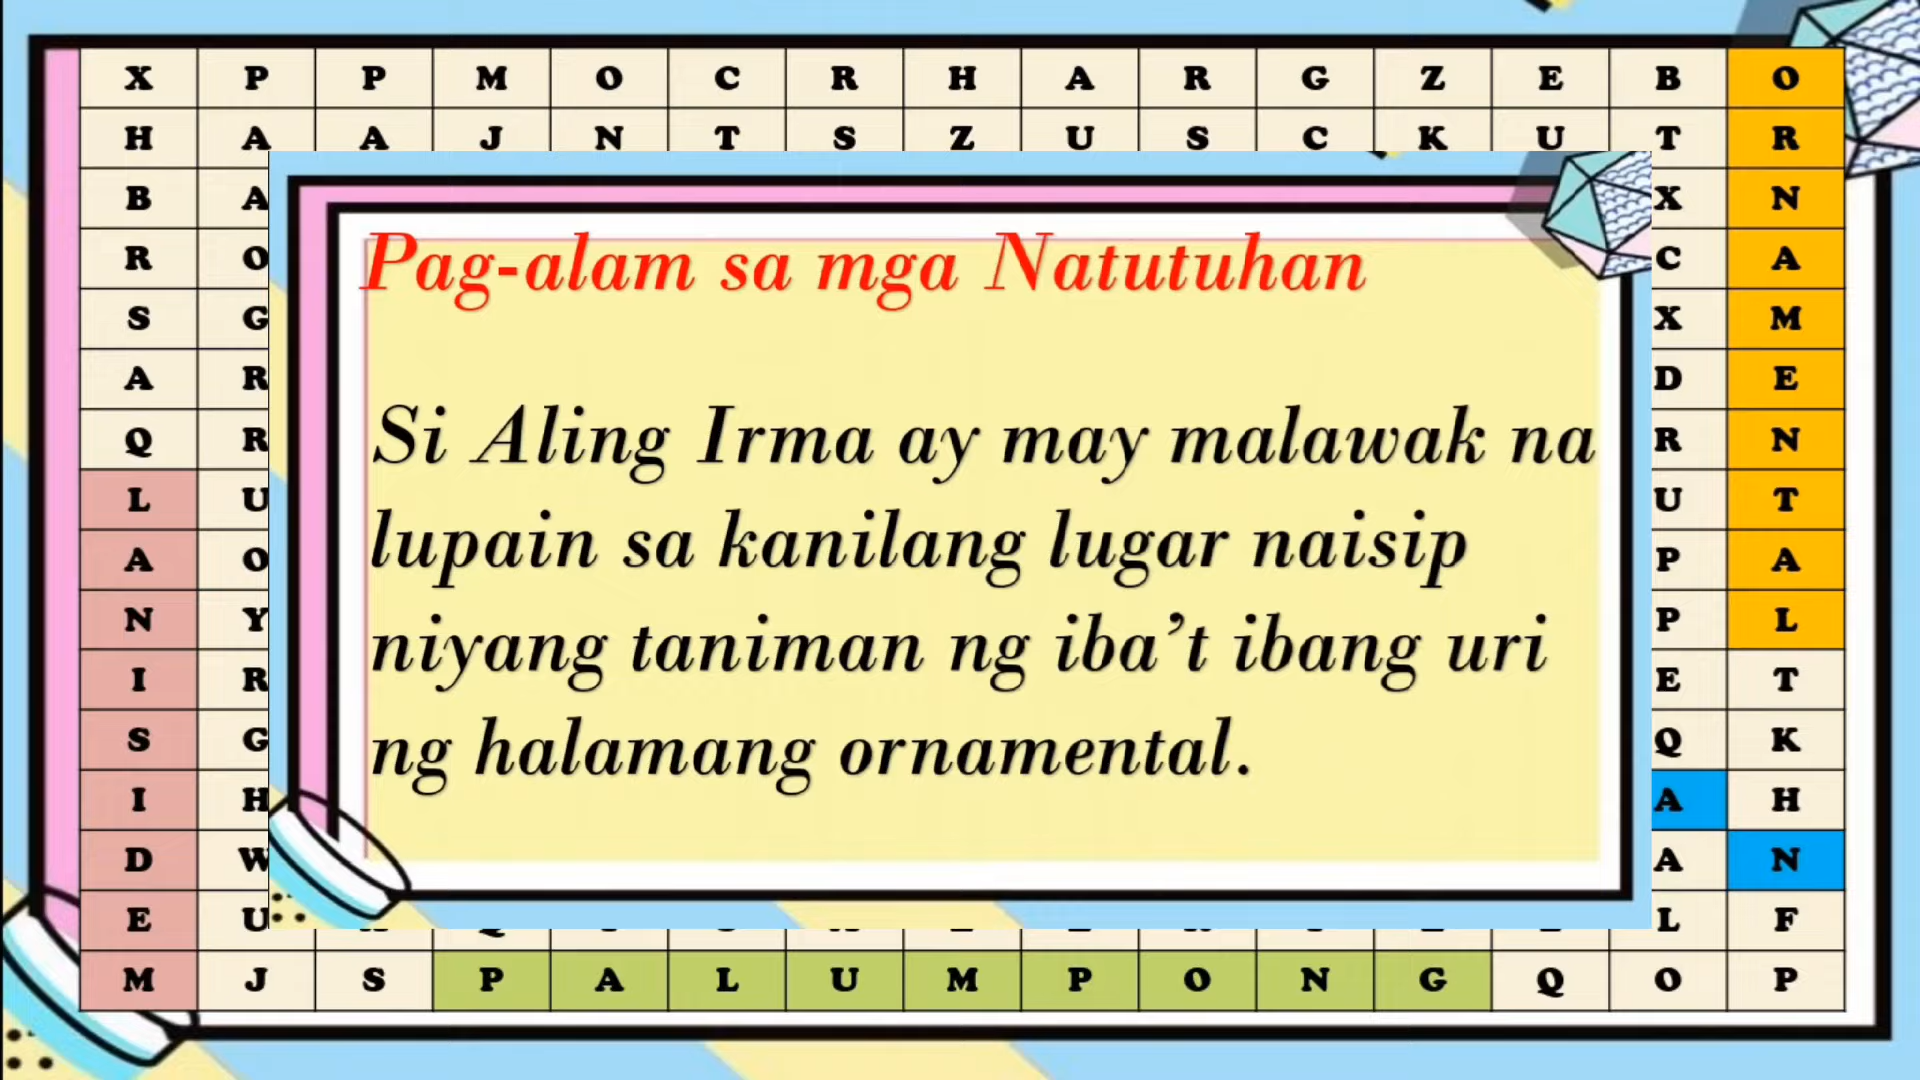 X P P M O C R H A R G Z E B O
H A A J N T S Z U S C K U T R
B A X N
R O C A
S G X M
A R D E
Q R R N
L U U T
A O P A
N Y P L
I R E T
S G Q K
I H A H
D W A N
E U L F
M J S P A L U M P O N G Q O P
Pag-alam sa mga Natutuhan
Si Aling Irma ay may malawak na
lupain sa kanilang lugar naisip
niyang taniman ng iba’t ibang uri
ng halamang ornamental.